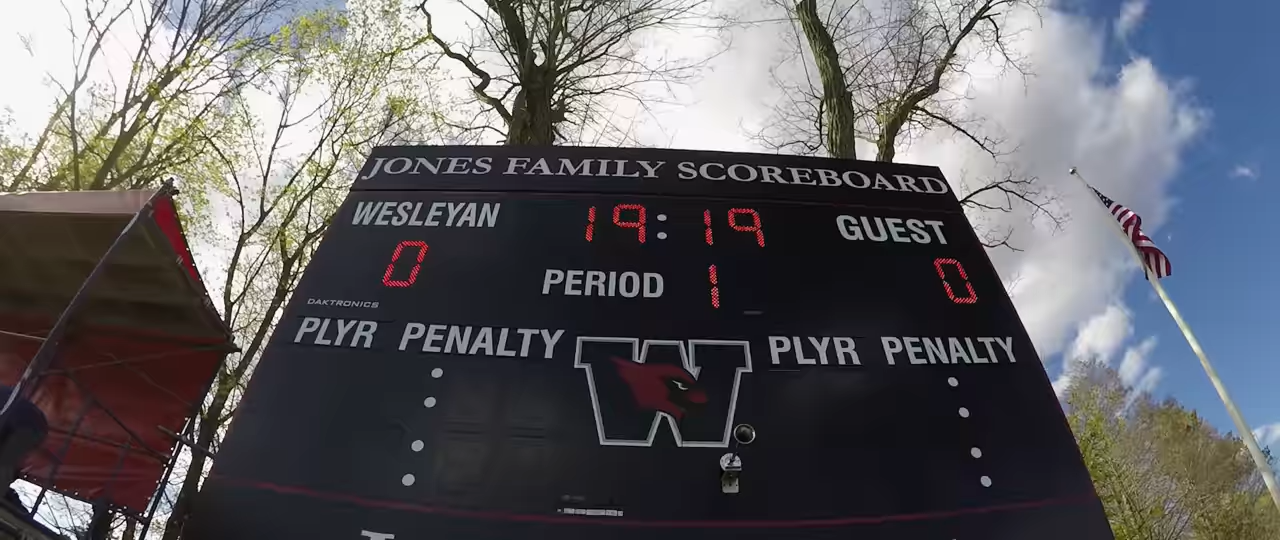 JONES FAMILY SCOREBOARD
WESLEYAN 19:19 GUEST
0 PERIOD 1 0
DAKTRONICS
PLYR PENALTY W PLYR PENALTY